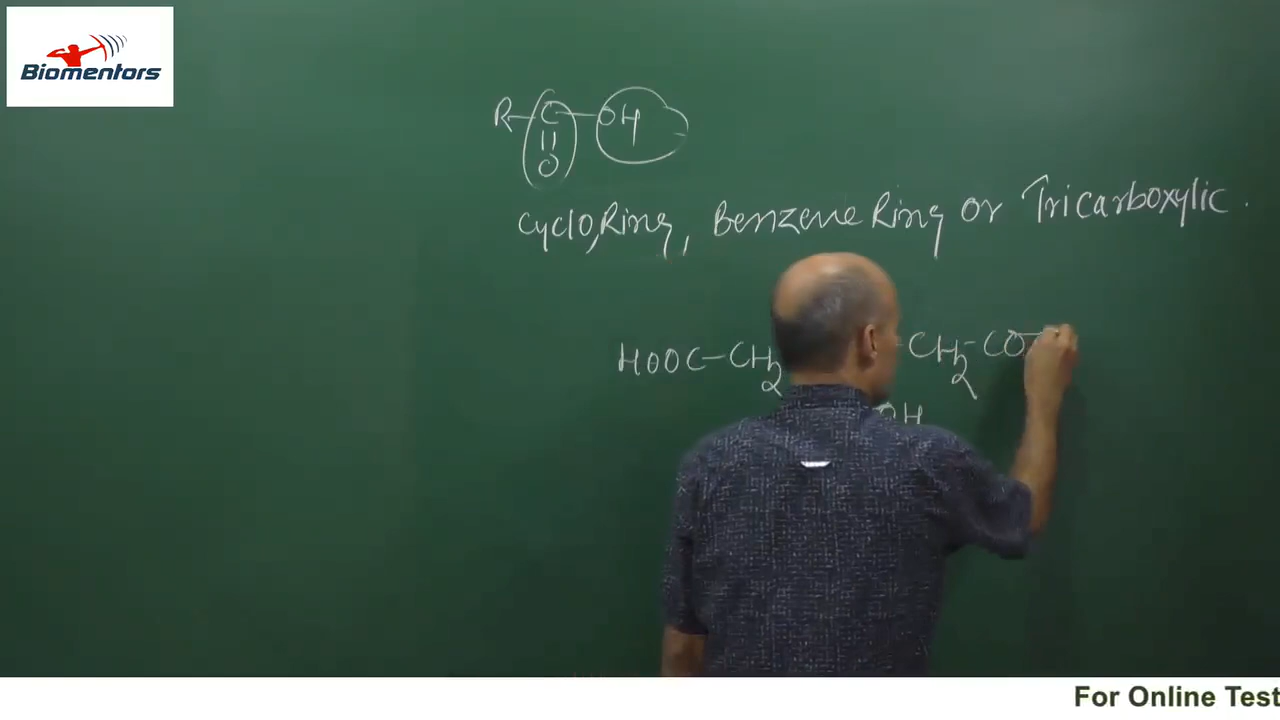 Biomentors
R-C-OH
||
O
Cyclo, Ring, Benzene Ring or Tricarboxylic.
HOOC-CH2 -CH2-CO
OH
For Online Test